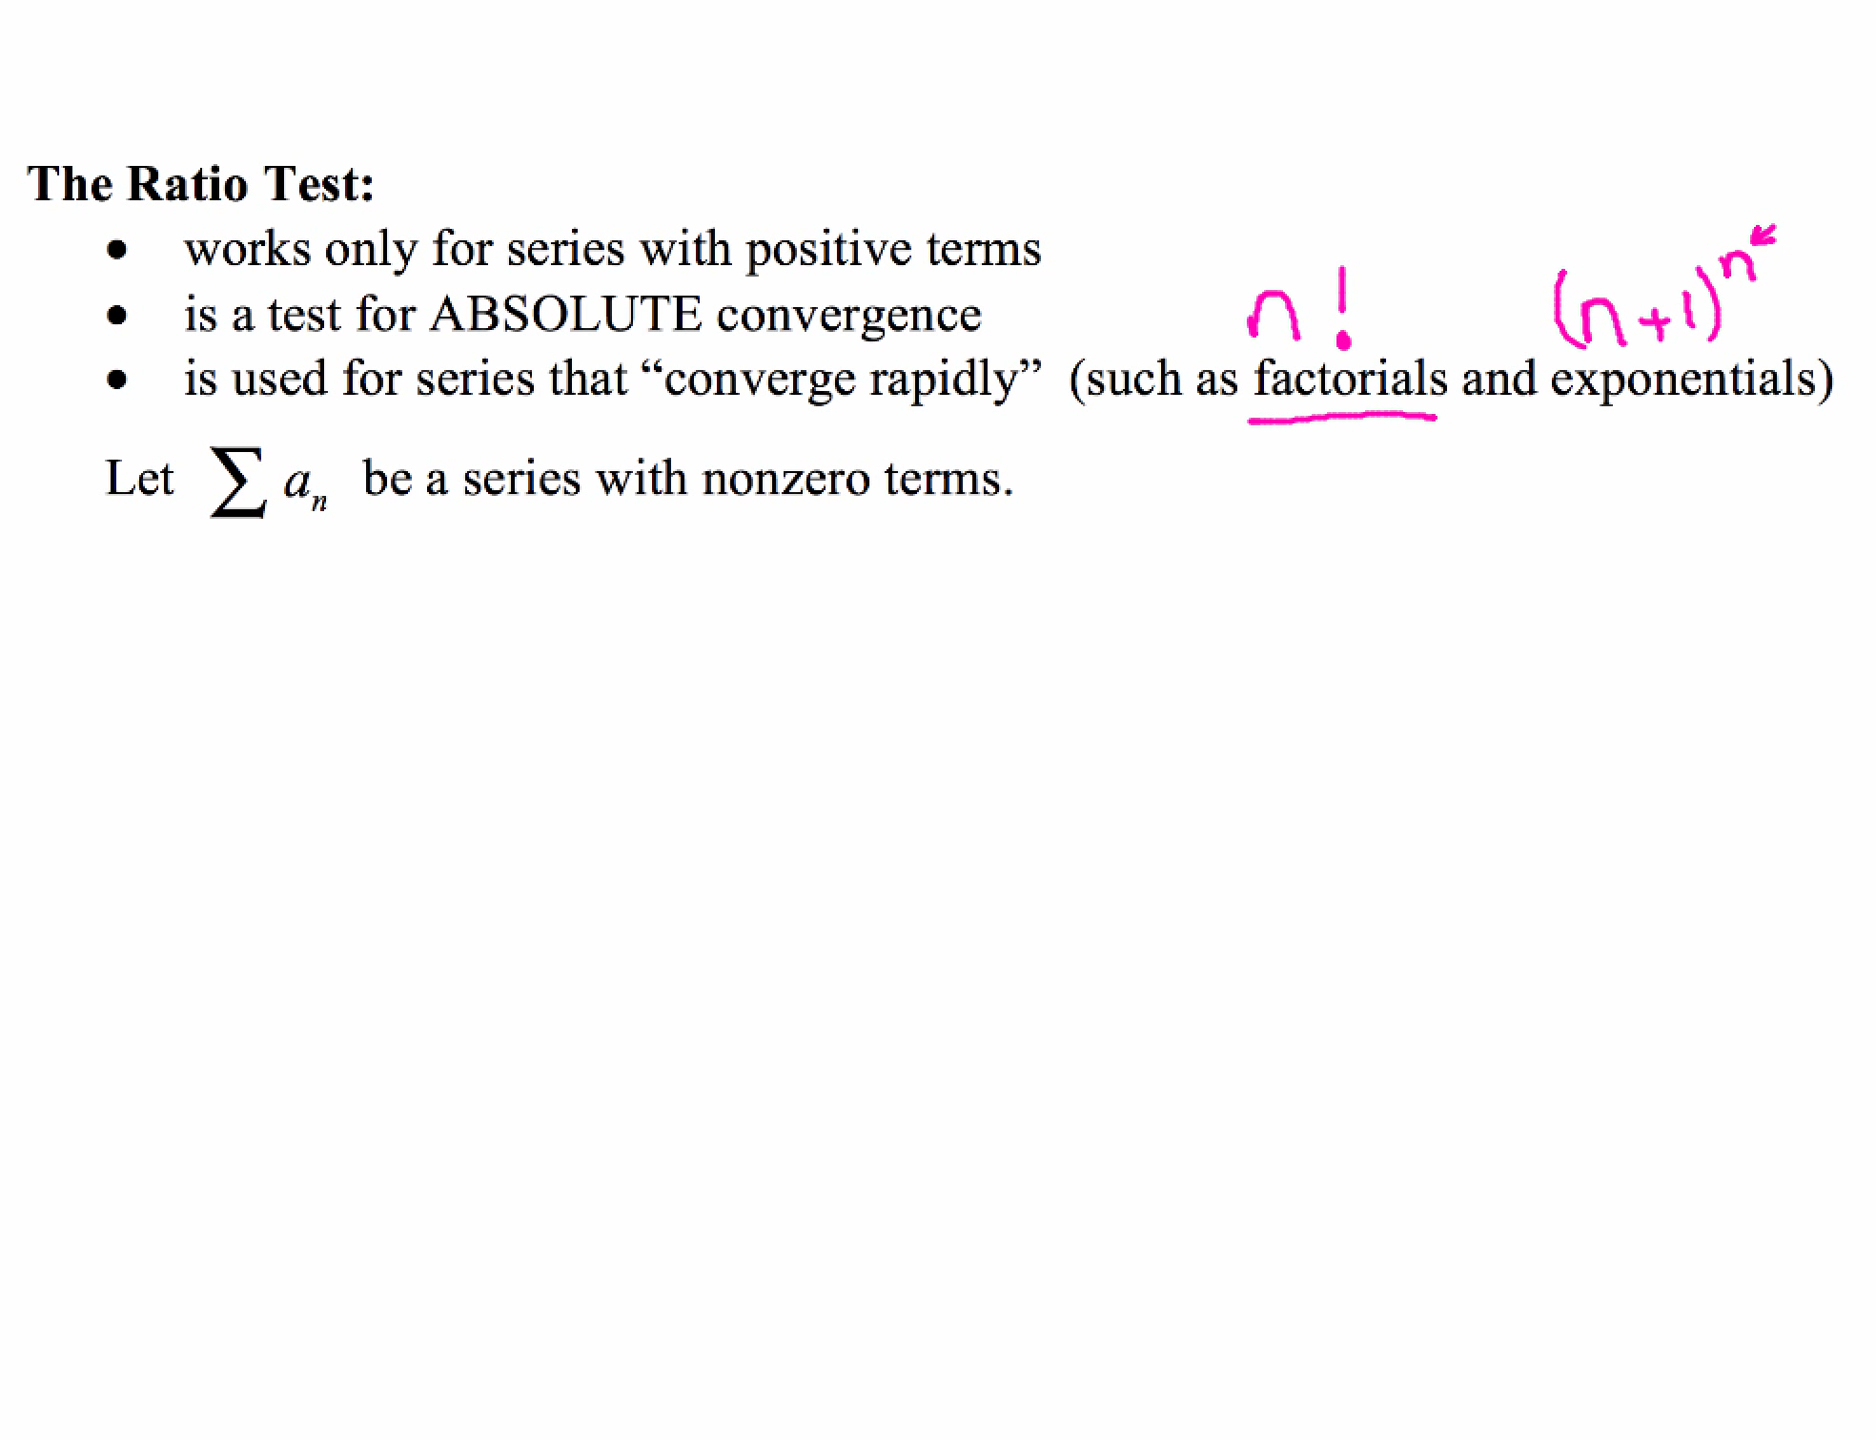 The Ratio Test:
• works only for series with positive terms
• is a test for ABSOLUTE convergence
n! (n+1)^n
• is used for series that “converge rapidly” (such as factorials and exponentials)
Let ∑ aₙ be a series with nonzero terms.